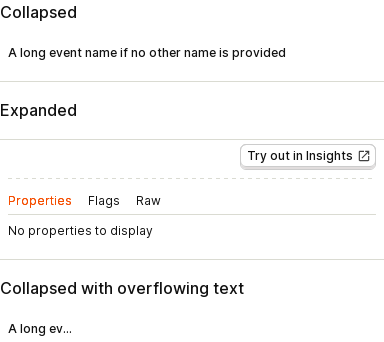 Collapsed
A long event name if no other name is provided
Expanded
Try out in Insights
Properties Flags Raw
No properties to display
Collapsed with overflowing text
A long ev...